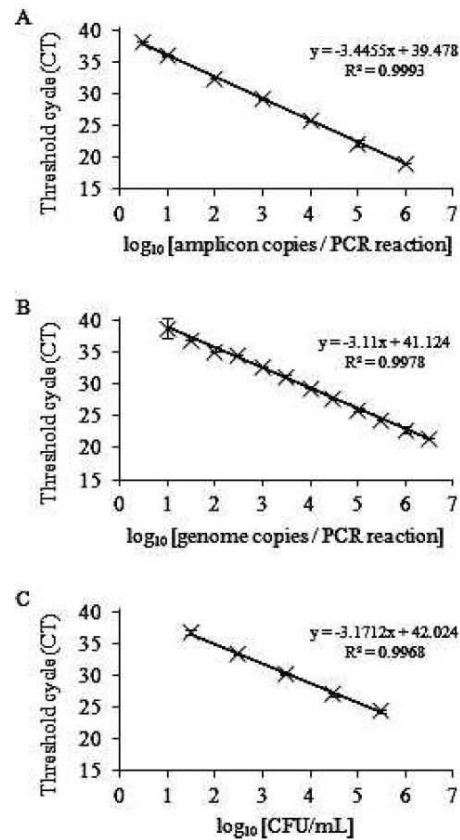 A
Threshold cycle (CT)
40
35
30
25
20
15
y = -3.4455x + 39.478
R² = 0.9993
0 1 2 3 4 5 6 7
log₁₀ [amplicon copies / PCR reaction]
B
Threshold cycle (CT)
40
35
30
25
20
15
y = -3.11x + 41.124
R² = 0.9978
0 1 2 3 4 5 6 7
log₁₀ [genome copies / PCR reaction]
C
Threshold cycle (CT)
40
35
30
25
20
15
y = -3.1712x + 42.024
R² = 0.9968
0 1 2 3 4 5 6 7
log₁₀ [CFU/mL]